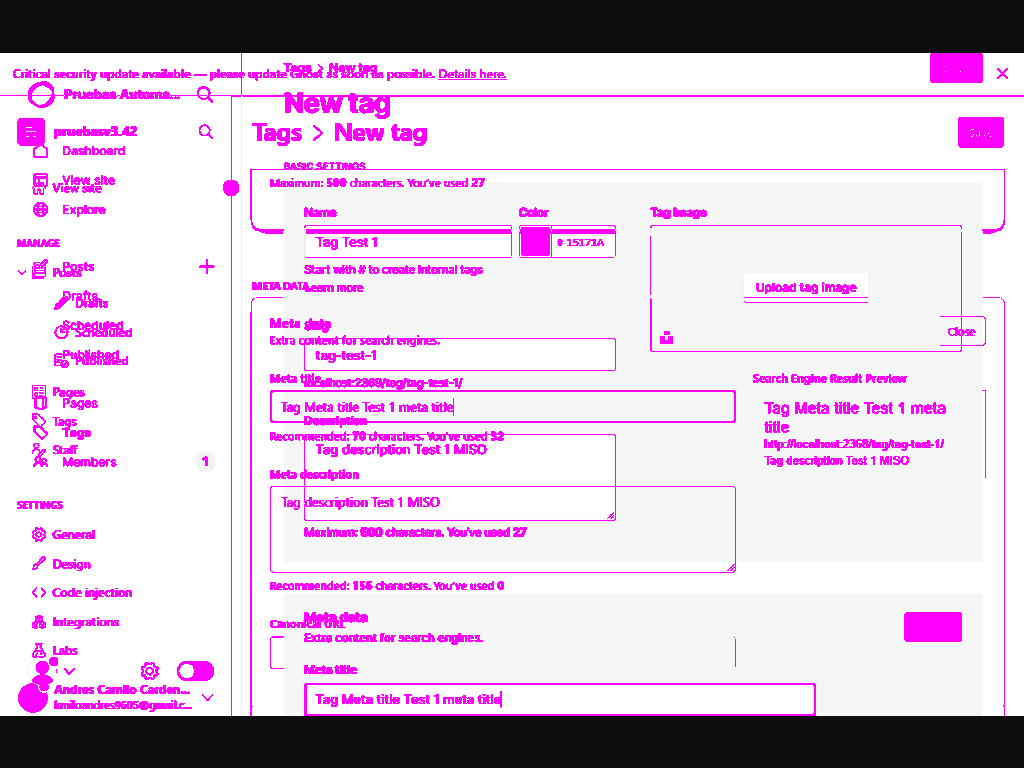 Tags > New tag
Critical security update available — please update Ghost as soon as possible. Details here.
Pruebas Automa...
New tag
pruebasv3.42
Tags > New tag
Dashboard
BASIC SETTINGS
View site
View site
Maximum: 500 characters. You've used 27
Explore
Name
Color
Tag image
MANAGE
Tag Test 1
# 15171A
Posts
Posts
Start with # to create internal tags
Learn more
META DATA
Upload tag image
Drafts
Drafts
Scheduled
Scheduled
Meta data
Close
Extra content for search engines.
Published
Published
tag-test-1
Meta title
localhost:2368/tag/tag-test-1/
Search Engine Result Preview
Pages
Pages
Tag Meta title Test 1 meta title
Tag Meta title Test 1 meta
title
Tags
Tags
Description
Recommended: 70 characters. You've used 32
http://localhost:2368/tag/tag-test-1/
Staff
Members
1
Tag description Test 1 MISO
Tag description Test 1 MISO
Meta description
SETTINGS
Tag description Test 1 MISO
General
Maximum: 500 characters. You've used 27
Design
Code injection
Recommended: 156 characters. You've used 0
Integrations
Canonical URL
Meta data
Extra content for search engines.
Labs
Meta title
Andres Camilo Carden...
kmiloandres9605@gmail.c...
Tag Meta title Test 1 meta title